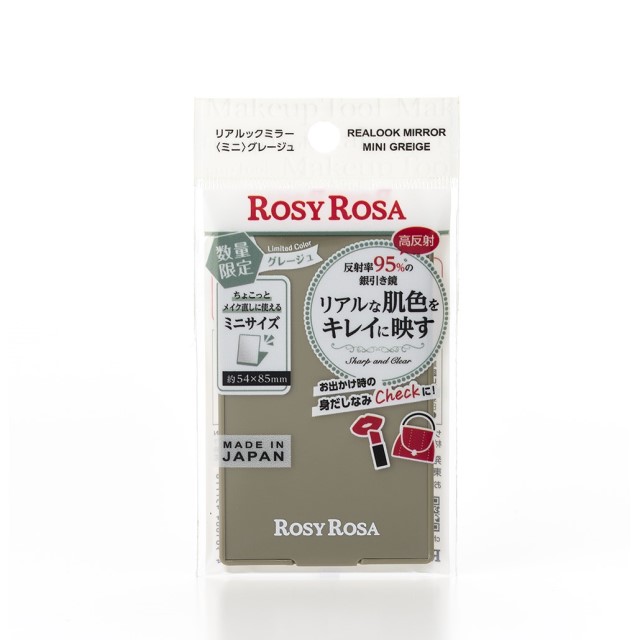 Makeup Tool Ma
リアルックミラー
〈ミニ〉グレージュ
REALOOK MIRROR
MINI GREIGE
ROSY ROSA
数量
限定
Limited Color
グレージュ
高反射
反射率95%の
銀引き鏡
リアルな肌色を
キレイに映す
Sharp and Clear
ちょこっと
メイク直しに使える
ミニサイズ
約54×85mm
お出かけ時の
身だしなみCheckに!
MADE IN
JAPAN
ROSY ROSA